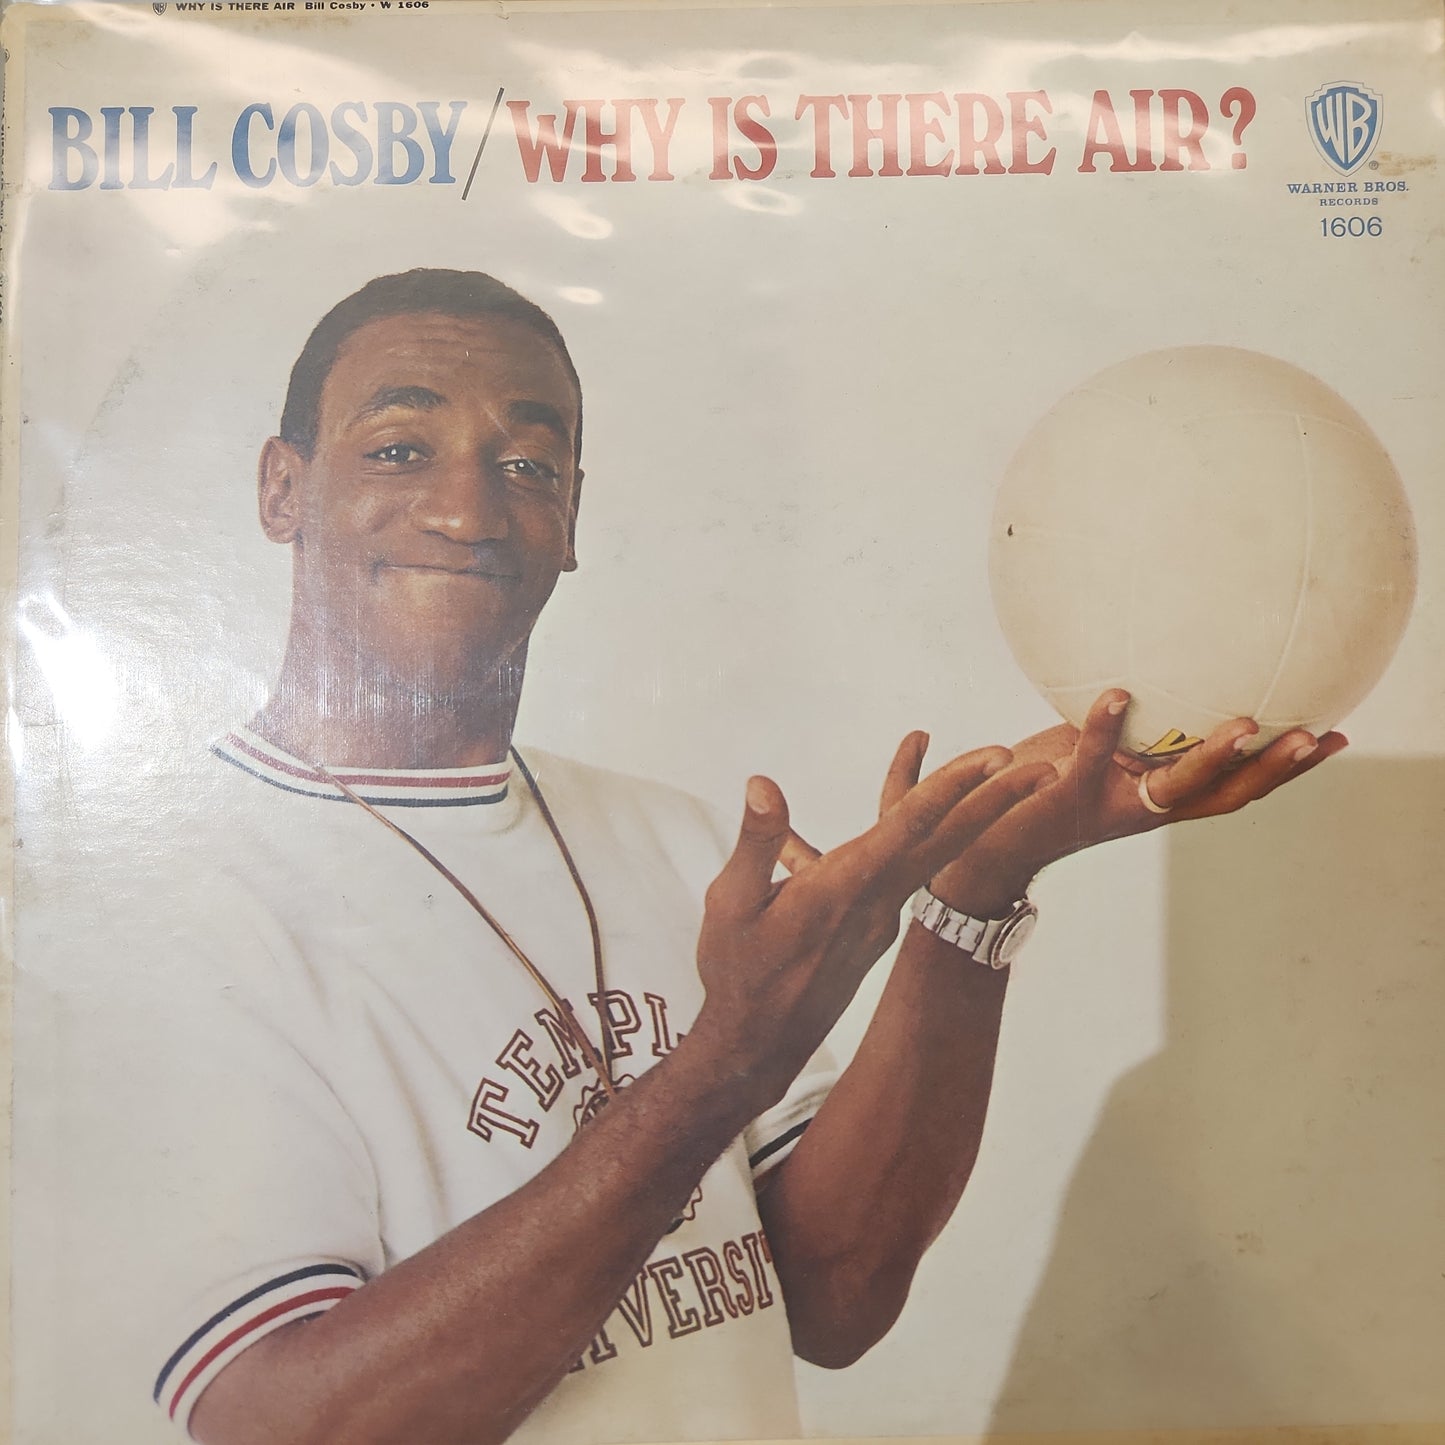 WHY IS THERE AIR Bill Cosby • W 1606
BILL COSBY/WHY IS THERE AIR?
WB
WARNER BROS.
RECORDS
1606
TEMPL
IVERSIT